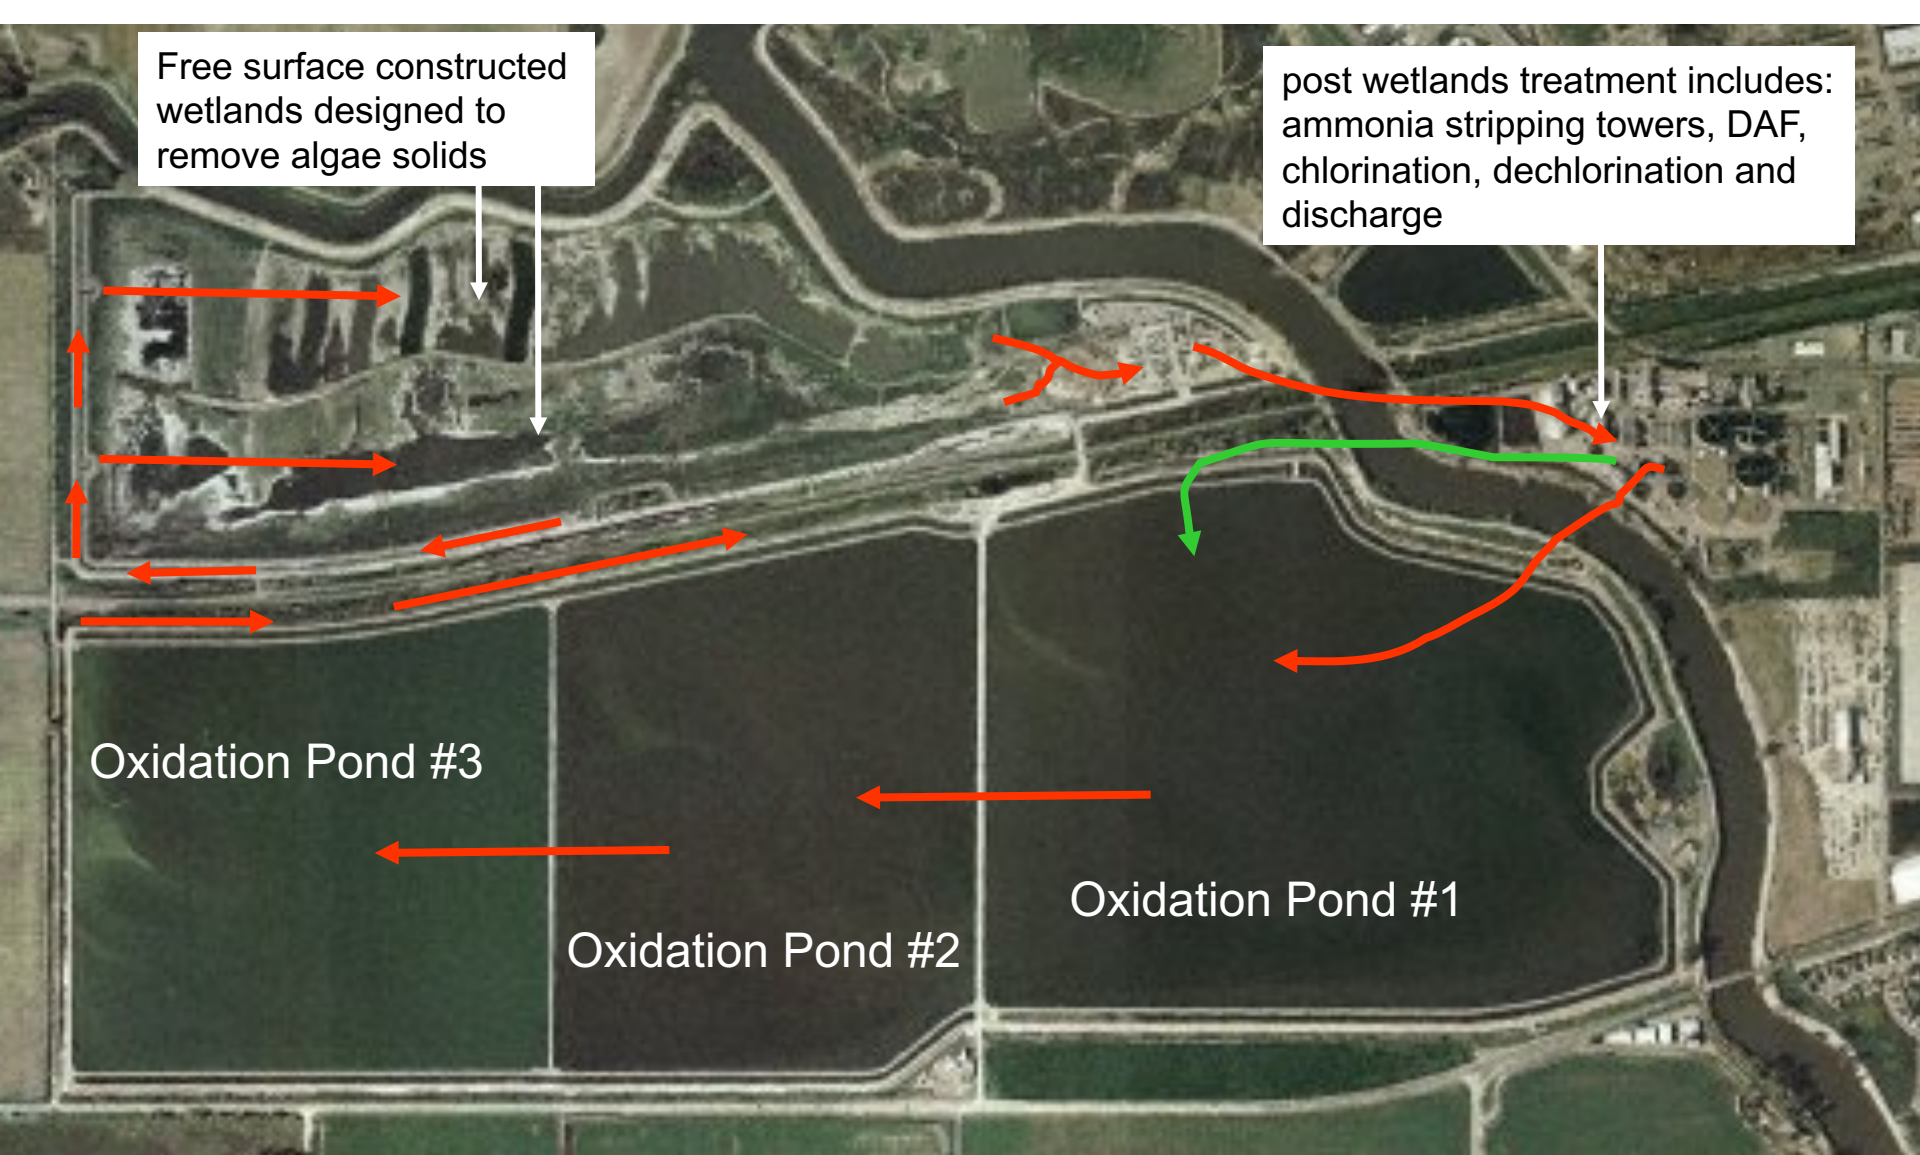 Free surface constructed
wetlands designed to
remove algae solids
post wetlands treatment includes:
ammonia stripping towers, DAF,
chlorination, dechlorination and
discharge
Oxidation Pond #3
Oxidation Pond #2
Oxidation Pond #1